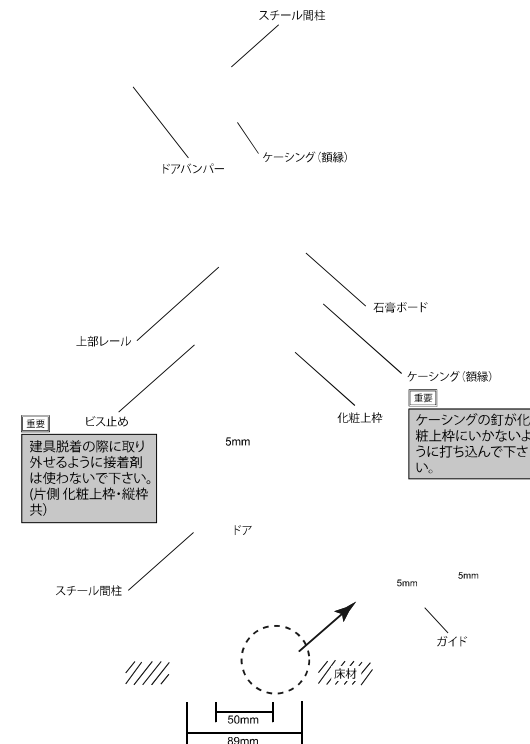 スチール間柱
ケーシング（額縁）
ドアバンパー
石膏ボード
上部レール
ケーシング（額縁）
化粧上枠
ビス止め
重要
建具脱着の際に取り
外せるように接着剤
は使わないで下さい。
(片側 化粧上枠・縦枠
共)
重要
ケーシングの釘が化
粧上枠にいかないよ
うに打ち込んで下さ
い。
5mm
ドア
スチール間柱
5mm
5mm
ガイド
床材
50mm
89mm